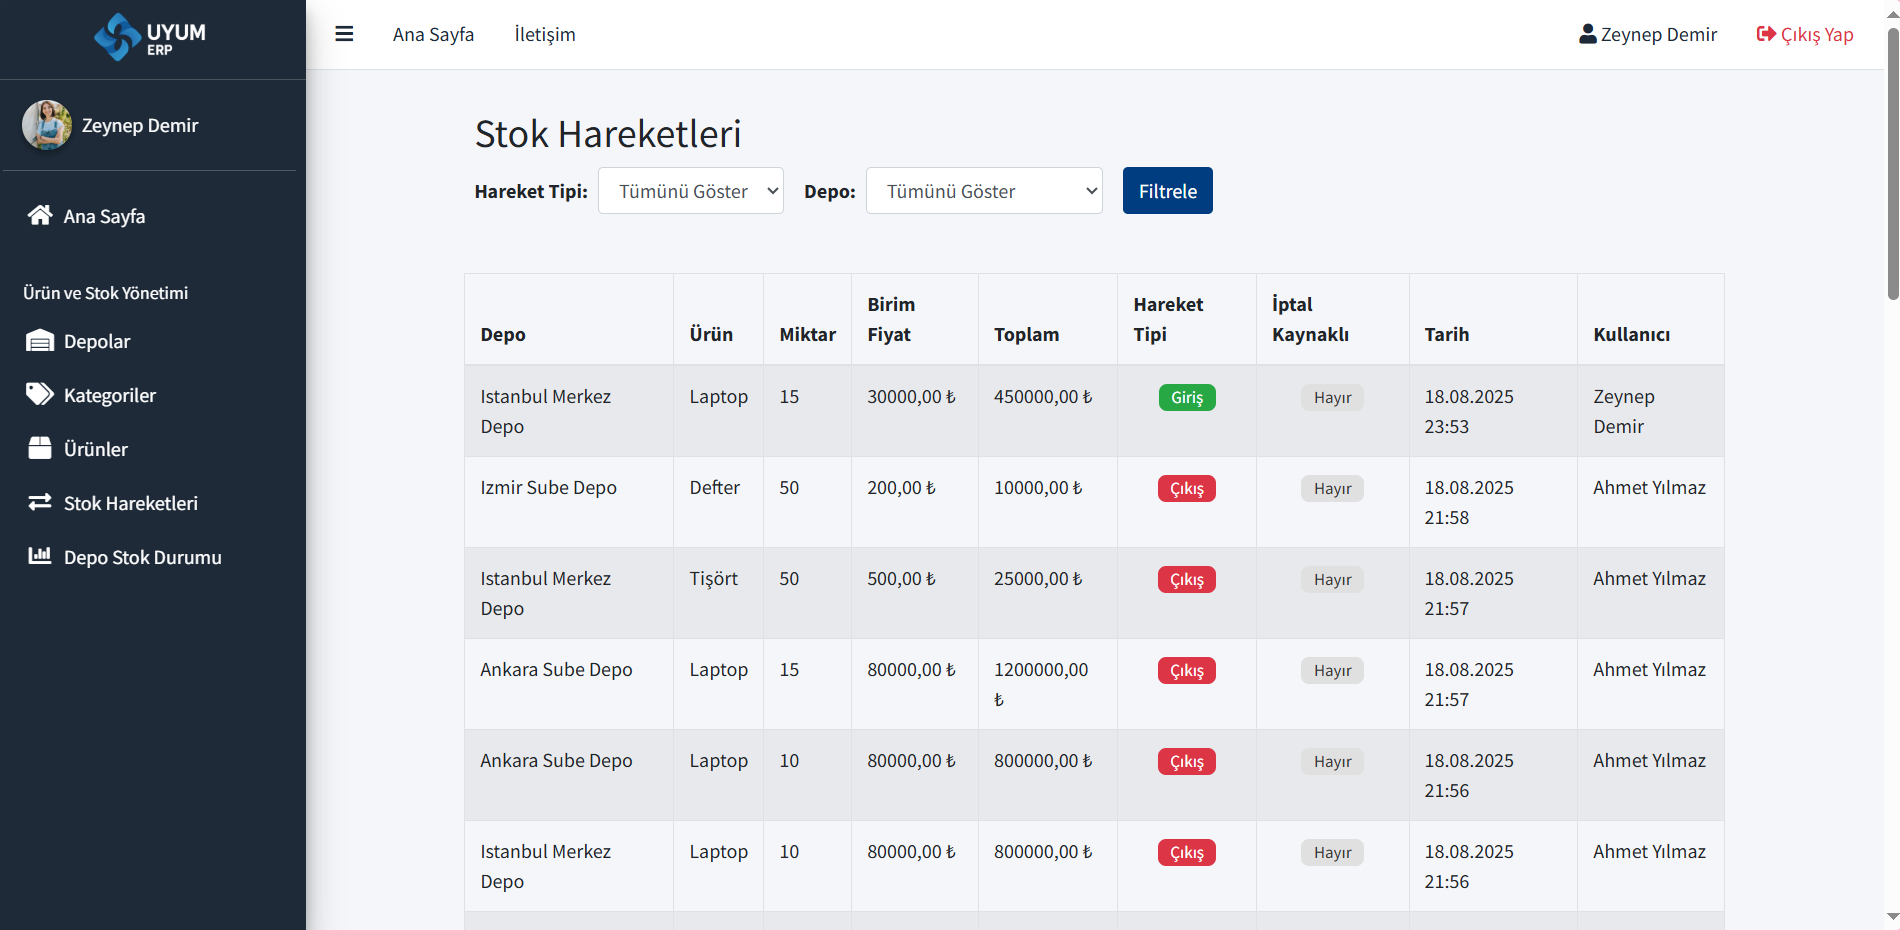 UYUM
ERP
Zeynep Demir
Ana Sayfa
Ürün ve Stok Yönetimi
Depolar
Kategoriler
Ürünler
Stok Hareketleri
Depo Stok Durumu
Ana Sayfa İletişim Zeynep Demir Çıkış Yap
Stok Hareketleri
Hareket Tipi: Tümünü Göster Depo: Tümünü Göster Filtrele
Depo Ürün Miktar Birim Fiyat Toplam Hareket Tipi İptal Kaynaklı Tarih Kullanıcı
Istanbul Merkez Depo Laptop 15 30000,00 ₺ 450000,00 ₺ Giriş Hayır 18.08.2025 23:53 Zeynep Demir
Izmir Sube Depo Defter 50 200,00 ₺ 10000,00 ₺ Çıkış Hayır 18.08.2025 21:58 Ahmet Yılmaz
Istanbul Merkez Depo Tişört 50 500,00 ₺ 25000,00 ₺ Çıkış Hayır 18.08.2025 21:57 Ahmet Yılmaz
Ankara Sube Depo Laptop 15 80000,00 ₺ 1200000,00 ₺ Çıkış Hayır 18.08.2025 21:57 Ahmet Yılmaz
Ankara Sube Depo Laptop 10 80000,00 ₺ 800000,00 ₺ Çıkış Hayır 18.08.2025 21:56 Ahmet Yılmaz
Istanbul Merkez Depo Laptop 10 80000,00 ₺ 800000,00 ₺ Çıkış Hayır 18.08.2025 21:56 Ahmet Yılmaz